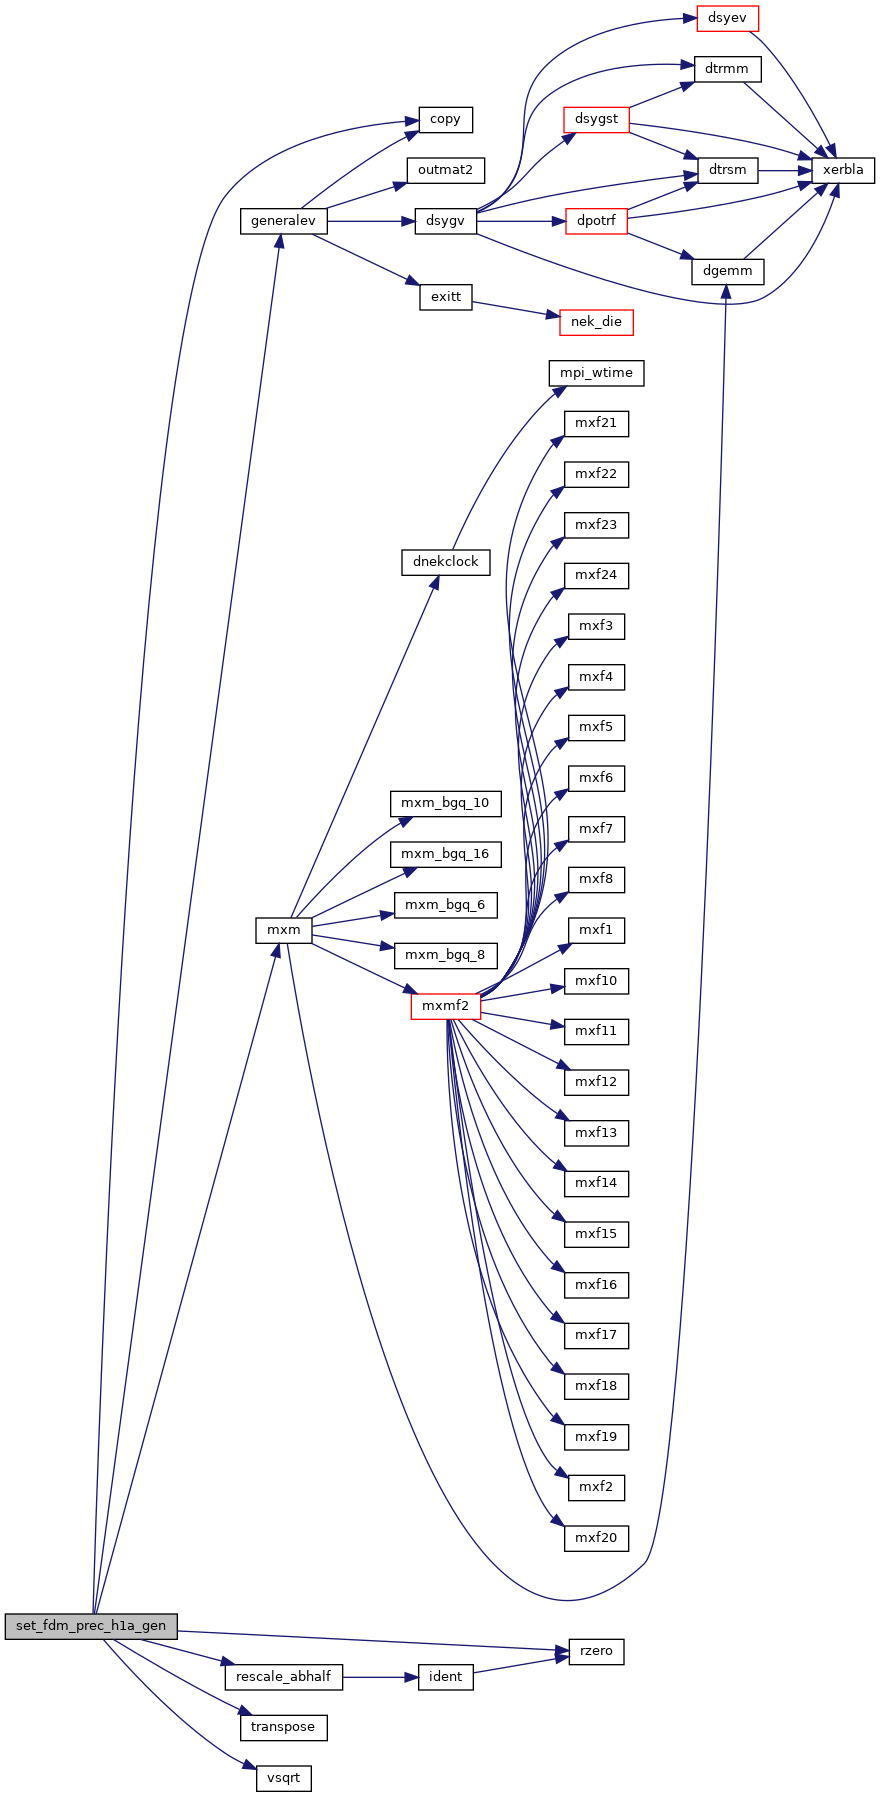 dsyev
dtrmm
copy
dsygst
outmat2
dtrsm
xerbla
generalev
dsygv
dpotrf
dgemm
exitt
nek_die
mpi_wtime
mxf21
mxf22
mxf23
dnekclock
mxf24
mxf3
mxf4
mxf5
mxf6
mxm_bgq_10
mxf7
mxm_bgq_16
mxf8
mxm_bgq_6
mxm
mxf1
mxm_bgq_8
mxf10
mxmf2
mxf11
mxf12
mxf13
mxf14
mxf15
mxf16
mxf17
mxf18
mxf19
mxf2
mxf20
set_fdm_prec_h1a_gen
rzero
rescale_abhalf
ident
transpose
vsqrt